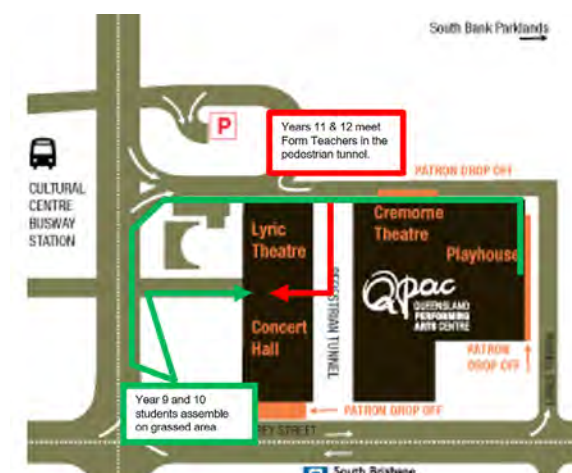 South Bank Parklands
P
Years 11 & 12 meet
Form Teachers in the
pedestrian tunnel.
CULTURAL
CENTRE
BUSWAY
STATION
PATRON DROP OFF
Lyric
Theatre
Cremorne
Theatre
Playhouse
PEDESTRIAN TUNNEL
Qpac
QUEENSLAND
PERFORMING
ARTS CENTRE
Concert
Hall
PATRON
DROP OFF
Year 9 and 10
students assemble
on grassed area
PATRON DROP OFF
REY STREET
South Brisbane